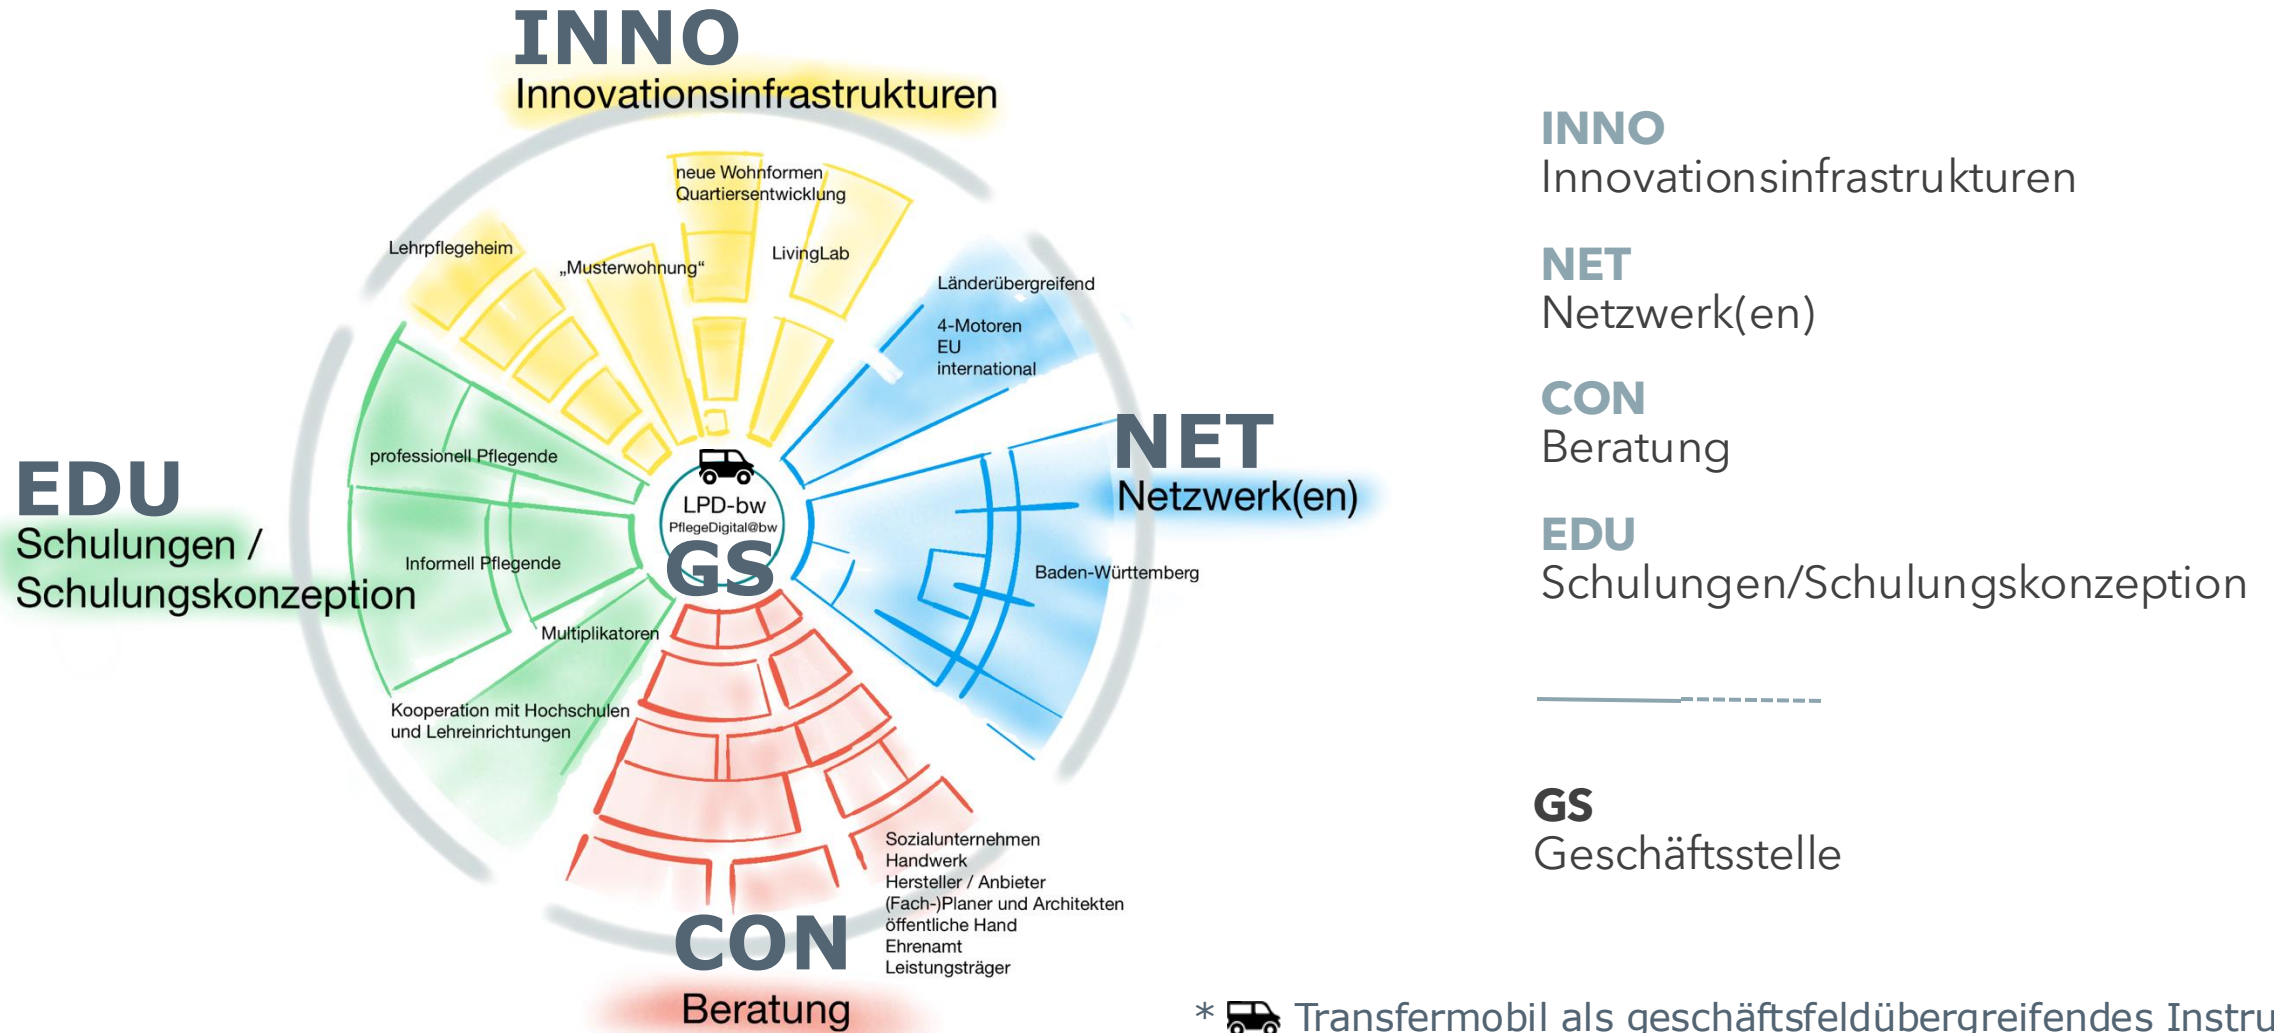 INNO
Innovationsinfrastrukturen
neue Wohnformen
Quartiersentwicklung
Lehrpflegeheim
„Musterwohnung“
LivingLab
Länderübergreifend
4-Motoren
EU
international
NET
Netzwerk(en)
Baden-Württemberg
EDU
Schulungen /
Schulungskonzeption
professionell Pflegende
Informell Pflegende
Multiplikatoren
Kooperation mit Hochschulen
und Lehreinrichtungen
LPD-bw
PflegeDigital@bw
GS
Sozialunternehmen
Handwerk
Hersteller / Anbieter
(Fach-)Planer und Architekten
öffentliche Hand
Ehrenamt
Leistungsträger
CON
Beratung
INNO
Innovationsinfrastrukturen
NET
Netzwerk(en)
CON
Beratung
EDU
Schulungen/Schulungskonzeption
GS
Geschäftsstelle
* Transfermobil als geschäftsfeldübergreifendes Instru